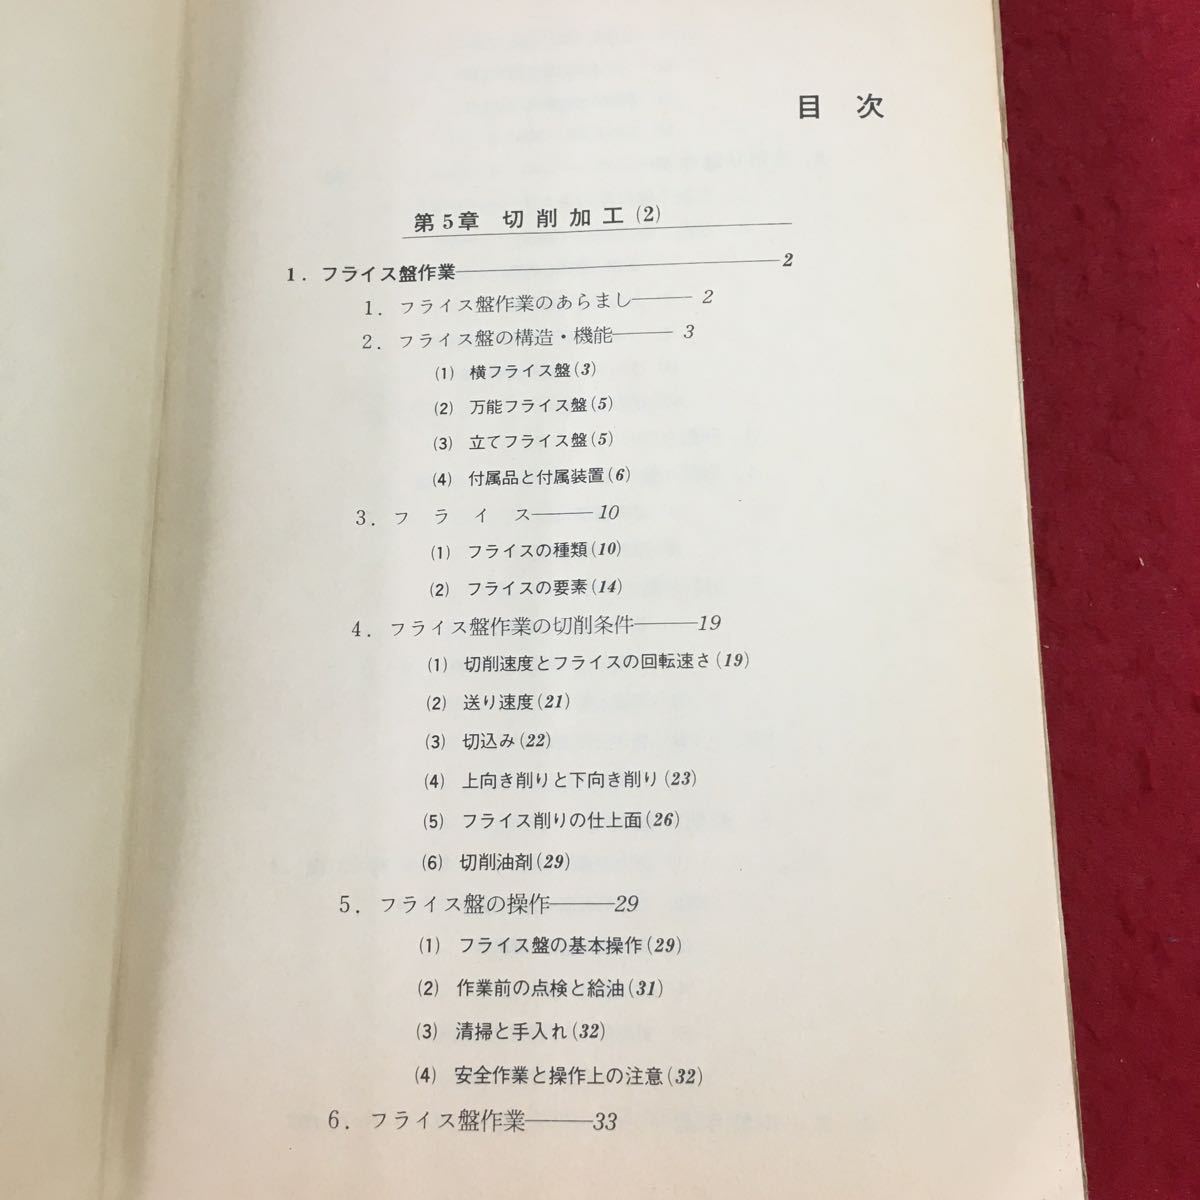 目 次
第5章 切削加工(2)
1. フライス盤作業―――2
1. フライス盤作業のあらまし―――2
2. フライス盤の構造・機能―――3
(1) 横フライス盤(3)
(2) 万能フライス盤(5)
(3) 立てフライス盤(5)
(4) 付属品と付属装置(6)
3. フライス―――10
(1) フライスの種類(10)
(2) フライスの要素(14)
4. フライス盤作業の切削条件―――19
(1) 切削速度とフライスの回転速さ(19)
(2) 送り速度(21)
(3) 切込み(22)
(4) 上向き削りと下向き削り(23)
(5) フライス削りの仕上面(26)
(6) 切削油剤(29)
5. フライス盤の操作―――29
(1) フライス盤の基本操作(29)
(2) 作業前の点検と給油(31)
(3) 清掃と手入れ(32)
(4) 安全作業と操作上の注意(32)
6. フライス盤作業―――33